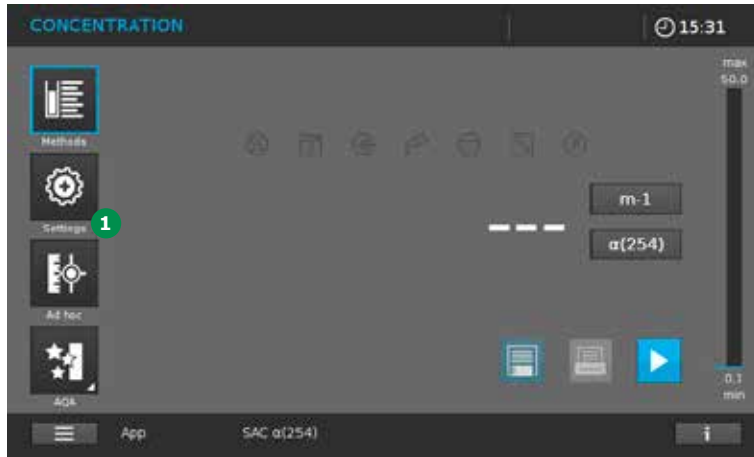 CONCENTRATION
15:31
max
50.0
Methods
Settings
1
m-1
α(254)
Ad hoc
AQA
0.1
min
App
SAC α(254)
i